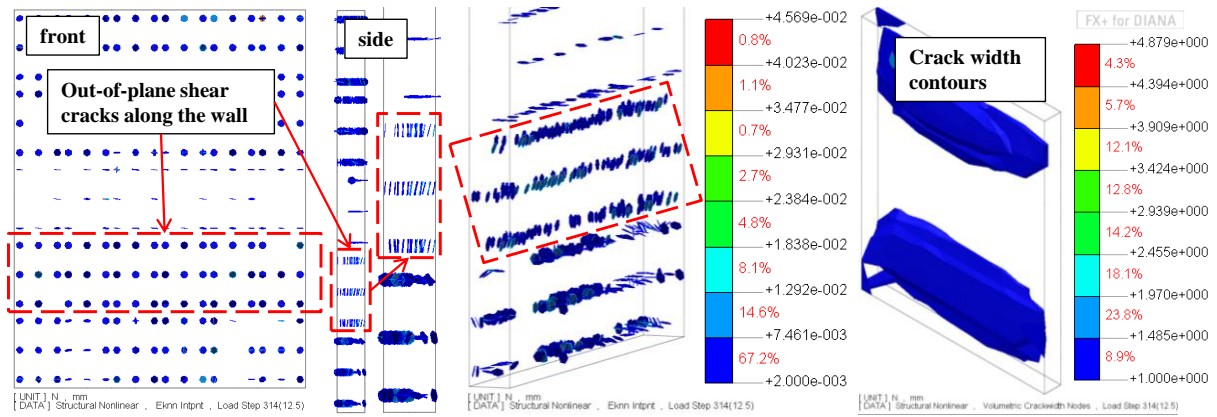 front
side
Out-of-plane shear
cracks along the wall
[ UNIT ] N , mm
[ DATA ] Structural Nonlinear , Eknn Intpnt , Load Step 314(12.5)
[ UNIT ] N , mm
[ DATA ] Structural Nonlinear , Eknn Intpnt , Load Step 314(12.5)
+4.569e-002
0.8%
+4.023e-002
1.1%
+3.477e-002
0.7%
+2.931e-002
2.7%
+2.384e-002
4.8%
+1.838e-002
8.1%
+1.292e-002
14.6%
+7.461e-003
67.2%
+2.000e-003
Crack width
contours
FX+ for DIANA
+4.879e+000
4.3%
+4.394e+000
5.7%
+3.909e+000
12.1%
+3.424e+000
12.8%
+2.939e+000
14.2%
+2.455e+000
18.1%
+1.970e+000
23.8%
+1.485e+000
8.9%
+1.000e+000
[ UNIT ] N , mm
[ DATA ] Structural Nonlinear , Volumetric Crackwidth Nodes , Load Step 314(12.5)